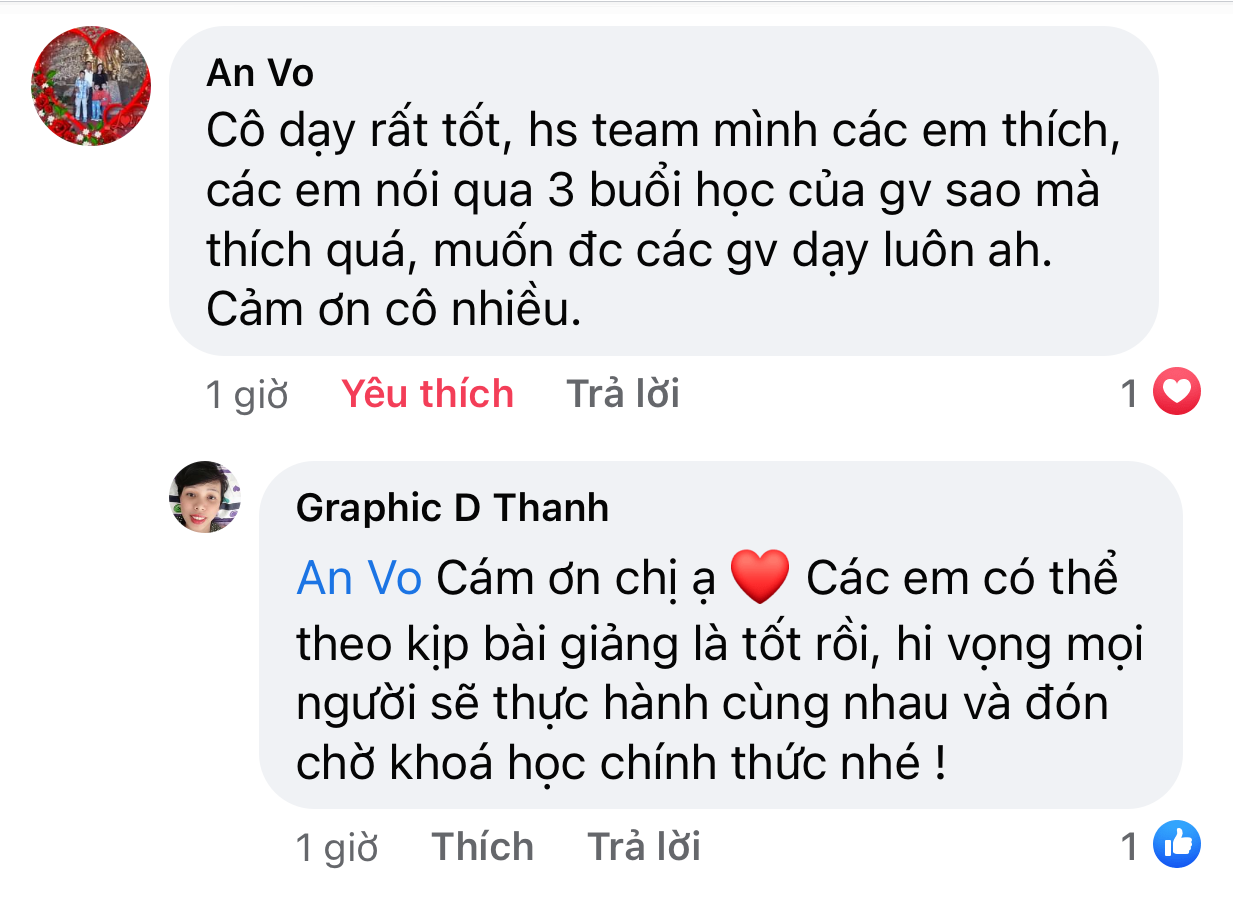 An Vo
Cô dạy rất tốt, hs team mình các em thích,
các em nói qua 3 buổi học của gv sao mà
thích quá, muốn đc các gv dạy luôn ah.
Cảm ơn cô nhiều.
1 giờ Yêu thích Trả lời 1
Graphic D Thanh
An Vo Cám ơn chị ạ ❤️ Các em có thể
theo kịp bài giảng là tốt rồi, hi vọng mọi
người sẽ thực hành cùng nhau và đón
chờ khoá học chính thức nhé !
1 giờ Thích Trả lời 1